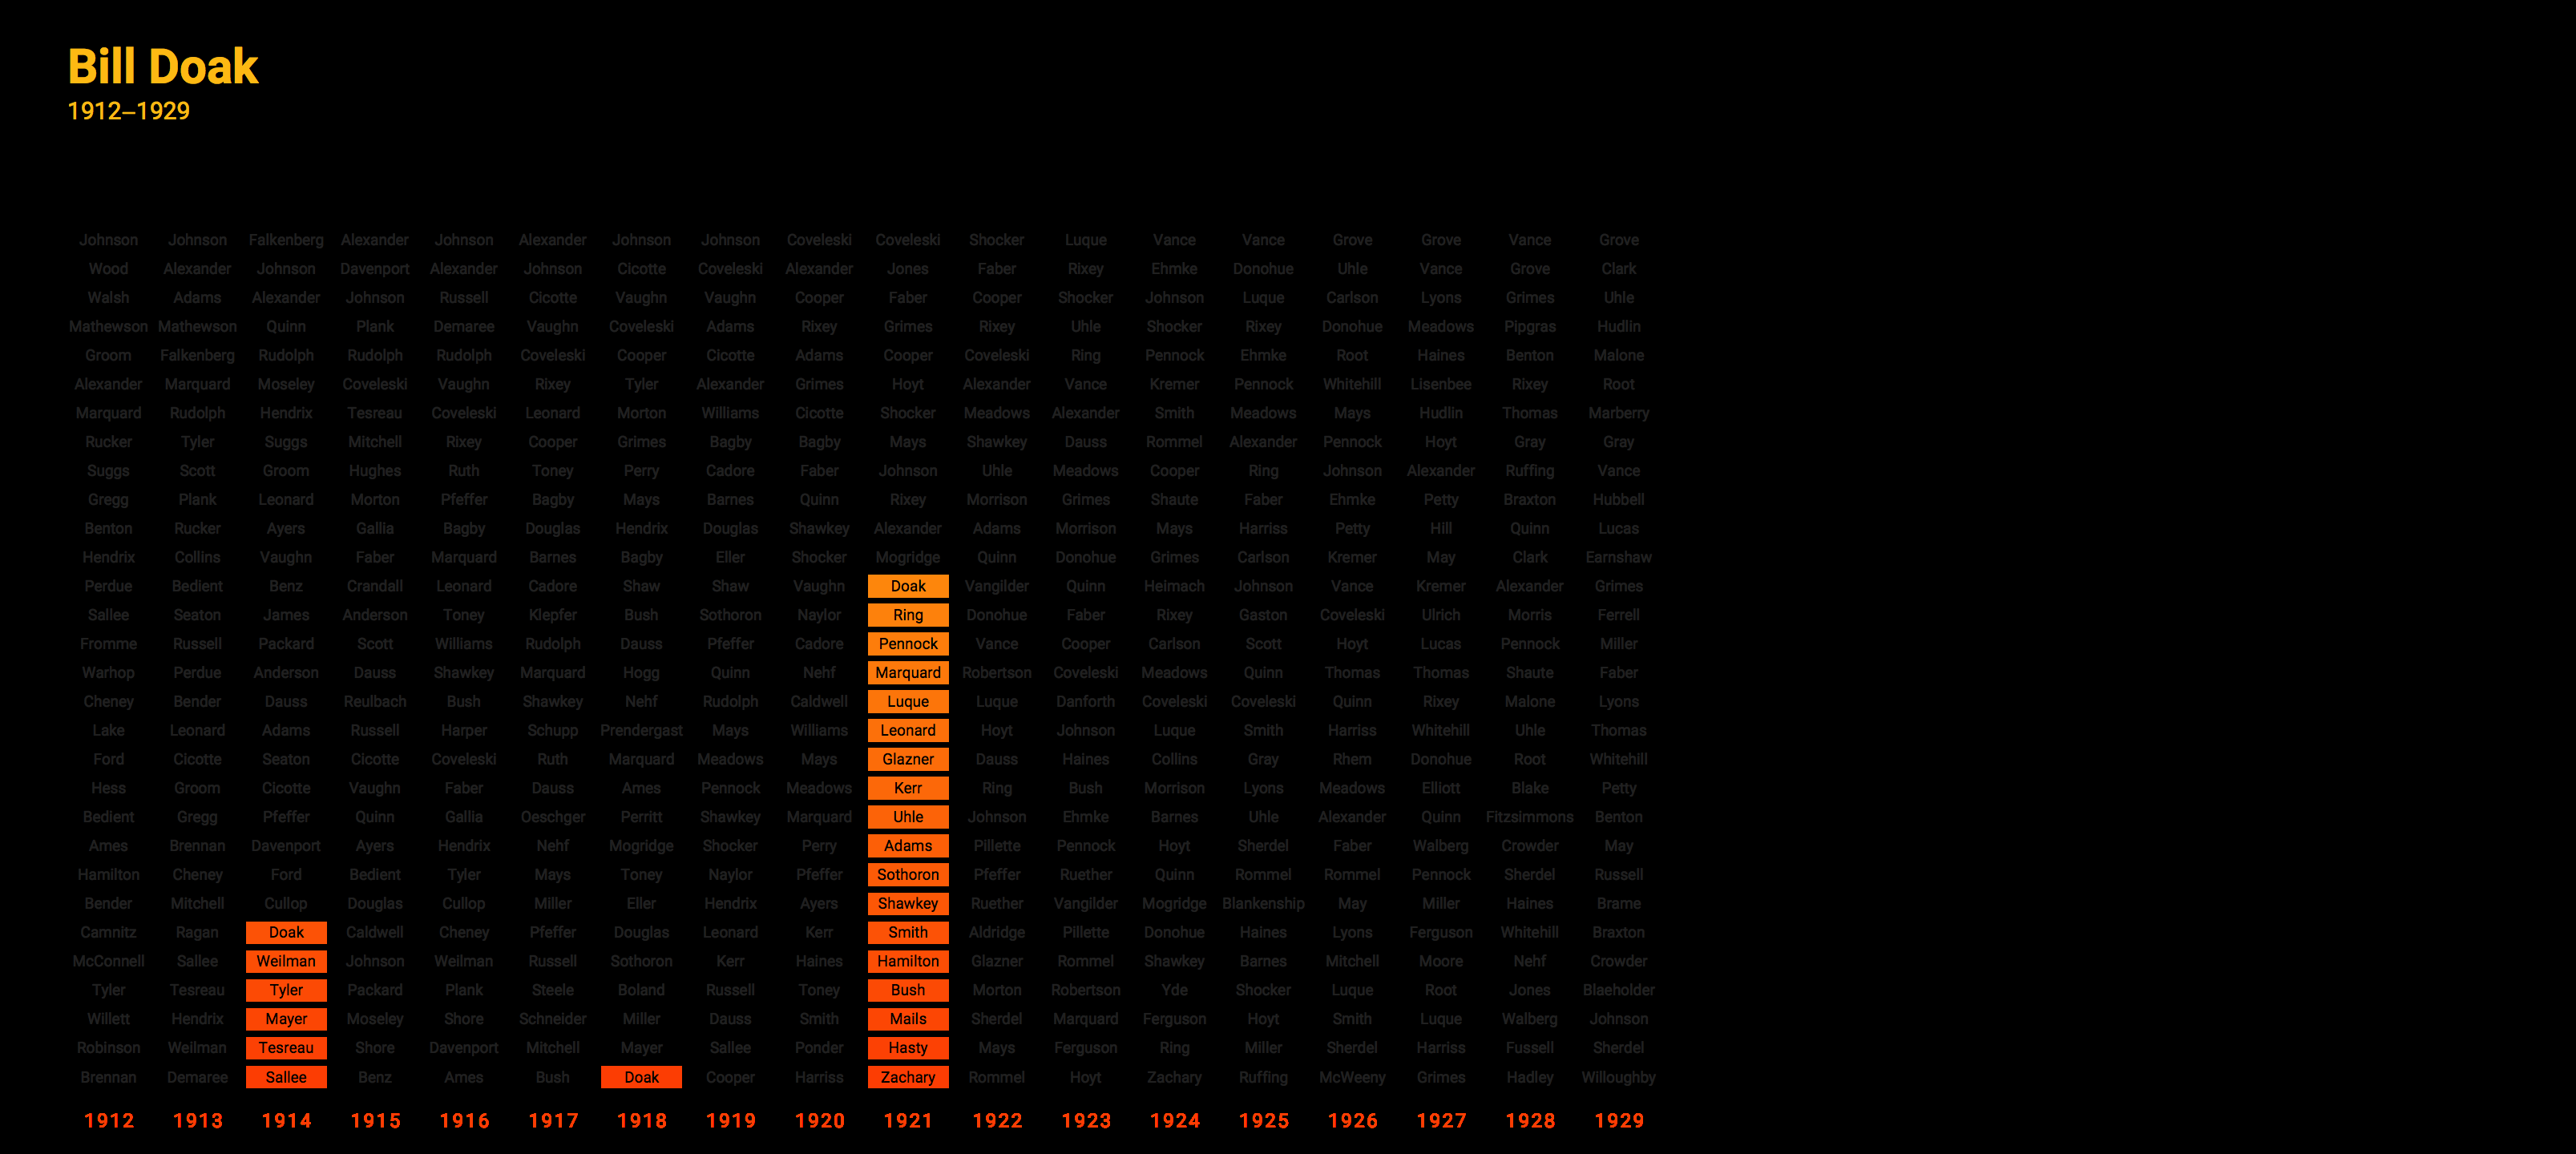 Bill Doak
1912–1929
Johnson Johnson Falkenberg Alexander Johnson Alexander Johnson Johnson Coveleski Coveleski Shocker Luque Vance Vance Grove Grove Vance Grove
Wood Alexander Johnson Davenport Alexander Johnson Cicotte Coveleski Alexander Jones Faber Rixey Ehmke Donohue Uhle Vance Grove Clark
Walsh Adams Alexander Johnson Russell Cicotte Vaughn Vaughn Cooper Faber Cooper Shocker Johnson Luque Carlson Lyons Grimes Uhle
Mathewson Mathewson Quinn Plank Demaree Vaughn Coveleski Adams Rixey Grimes Rixey Uhle Shocker Rixey Donohue Meadows Pipgras Hudlin
Groom Falkenberg Rudolph Rudolph Rudolph Coveleski Cooper Cicotte Adams Cooper Coveleski Ring Pennock Ehmke Root Haines Benton Malone
Alexander Marquard Moseley Coveleski Vaughn Rixey Tyler Alexander Grimes Hoyt Alexander Vance Kremer Pennock Whitehill Lisenbee Rixey Root
Marquard Rudolph Hendrix Tesreau Coveleski Leonard Morton Williams Cicotte Shocker Meadows Alexander Smith Meadows Mays Hudlin Thomas Marberry
Rucker Tyler Suggs Mitchell Rixey Cooper Grimes Bagby Bagby Mays Shawkey Dauss Rommel Alexander Pennock Hoyt Gray Gray
Suggs Scott Groom Hughes Ruth Toney Perry Cadore Faber Johnson Uhle Meadows Cooper Ring Johnson Alexander Ruffing Vance
Gregg Plank Leonard Morton Pfeffer Bagby Mays Barnes Quinn Rixey Morrison Grimes Shaute Faber Ehmke Petty Braxton Hubbell
Benton Rucker Ayers Gallia Bagby Douglas Hendrix Douglas Shawkey Alexander Adams Morrison Mays Harriss Petty Hill Quinn Lucas
Hendrix Collins Vaughn Faber Marquard Barnes Bagby Eller Shocker Mogridge Quinn Donohue Grimes Carlson Kremer May Clark Earnshaw
Perdue Bedient Benz Crandall Leonard Cadore Shaw Shaw Vaughn Doak Vangilder Quinn Heimach Johnson Vance Kremer Alexander Grimes
Sallee Seaton James Anderson Toney Klepfer Bush Sothoron Naylor Ring Donohue Faber Rixey Gaston Coveleski Ulrich Morris Ferrell
Fromme Russell Packard Scott Williams Rudolph Dauss Pfeffer Cadore Pennock Vance Cooper Carlson Scott Hoyt Lucas Pennock Miller
Warhop Perdue Anderson Dauss Shawkey Marquard Hogg Quinn Nehf Marquard Robertson Coveleski Meadows Quinn Thomas Thomas Shaute Faber
Cheney Bender Dauss Reulbach Bush Shawkey Nehf Rudolph Caldwell Luque Luque Danforth Coveleski Coveleski Quinn Rixey Malone Lyons
Lake Leonard Adams Russell Harper Schupp Prendergast Mays Williams Leonard Hoyt Johnson Luque Smith Harriss Whitehill Uhle Thomas
Ford Cicotte Seaton Cicotte Coveleski Ruth Marquard Meadows Mays Glazner Dauss Haines Collins Gray Rhem Donohue Root Whitehill
Hess Groom Cicotte Vaughn Faber Dauss Ames Pennock Meadows Kerr Ring Bush Morrison Lyons Meadows Elliott Blake Petty
Bedient Gregg Pfeffer Quinn Gallia Oeschger Perritt Shawkey Marquard Uhle Johnson Ehmke Barnes Uhle Alexander Quinn Fitzsimmons Benton
Ames Brennan Davenport Ayers Hendrix Nehf Mogridge Shocker Perry Adams Pillette Pennock Hoyt Sherdel Faber Walberg Crowder May
Hamilton Cheney Ford Bedient Tyler Mays Toney Naylor Pfeffer Sothoron Pfeffer Ruether Quinn Rommel Rommel Pennock Sherdel Russell
Bender Mitchell Cullop Douglas Cullop Miller Eller Hendrix Ayers Shawkey Ruether Vangilder Mogridge Blankenship May Miller Haines Brame
Camnitz Ragan Doak Caldwell Cheney Pfeffer Douglas Leonard Kerr Smith Aldridge Pillette Donohue Haines Lyons Ferguson Whitehill Braxton
McConnell Sallee Weilman Johnson Weilman Russell Sothoron Kerr Haines Hamilton Glazner Rommel Shawkey Barnes Mitchell Moore Nehf Crowder
Tyler Tesreau Tyler Packard Plank Steele Boland Russell Toney Bush Morton Robertson Yde Shocker Luque Root Jones Blaeholder
Willett Hendrix Mayer Moseley Shore Schneider Miller Dauss Smith Mails Sherdel Marquard Ferguson Hoyt Smith Luque Walberg Johnson
Robinson Weilman Tesreau Shore Davenport Mitchell Mayer Sallee Ponder Hasty Mays Ferguson Ring Miller Sherdel Harriss Fussell Sherdel
Brennan Demaree Sallee Benz Ames Bush Doak Cooper Harriss Zachary Rommel Hoyt Zachary Ruffing McWeeny Grimes Hadley Willoughby
1912 1913 1914 1915 1916 1917 1918 1919 1920 1921 1922 1923 1924 1925 1926 1927 1928 1929